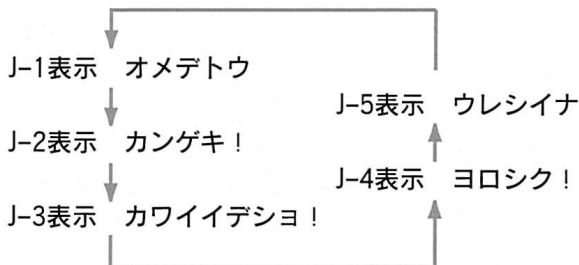 J-1表示 オメデトウ
J-2表示 カンゲキ!
J-3表示 カワイイデショ!
J-4表示 ヨロシク!
J-5表示 ウレシイナ